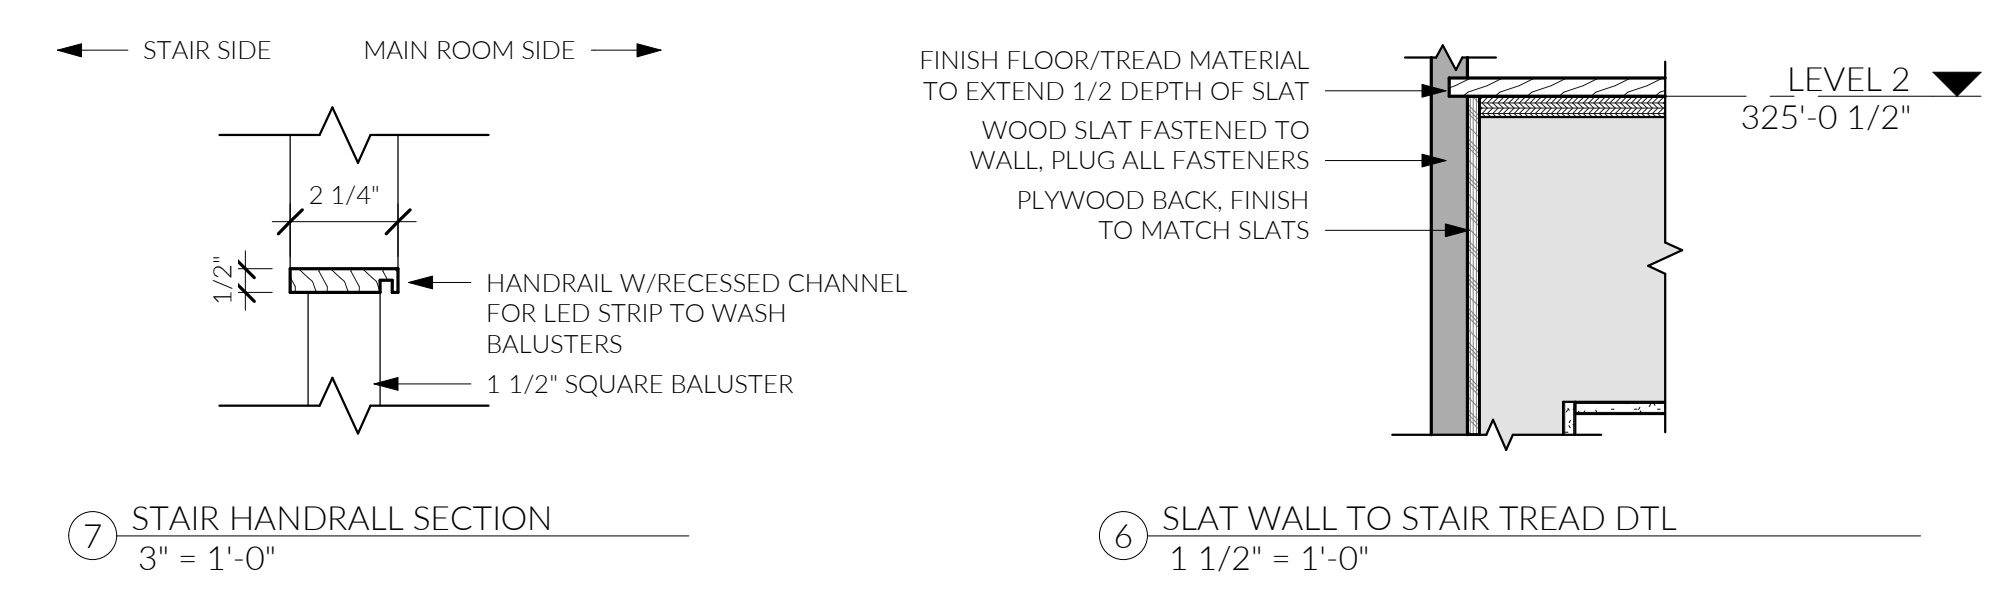 STAIR SIDE
MAIN ROOM SIDE
2 1/4"
1/2"
HANDRAIL W/RECESSED CHANNEL
FOR LED STRIP TO WASH
BALUSTERS
1 1/2" SQUARE BALUSTER
7
STAIR HANDRALL SECTION
3" = 1'-0"
FINISH FLOOR/TREAD MATERIAL
TO EXTEND 1/2 DEPTH OF SLAT
WOOD SLAT FASTENED TO
WALL, PLUG ALL FASTENERS
PLYWOOD BACK, FINISH
TO MATCH SLATS
LEVEL 2
325'-0 1/2"
6
SLAT WALL TO STAIR TREAD DTL
1 1/2" = 1'-0"